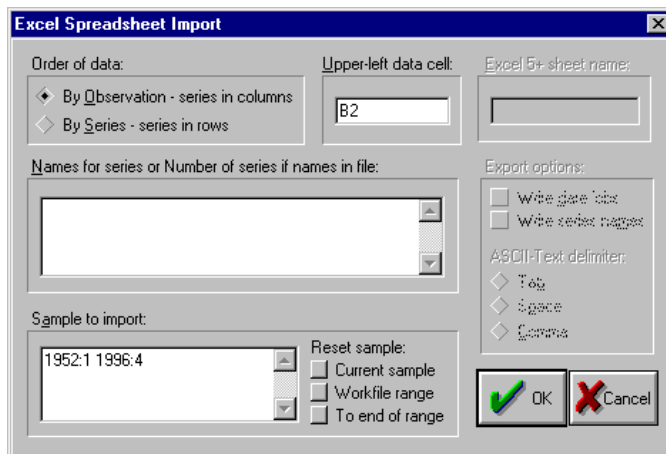 Excel Spreadsheet Import
Order of data:
By Observation - series in columns
By Series - series in rows
Upper-left data cell:
B2
Excel 5+ sheet name:
Names for series or Number of series if names in file:
Export options:
Write date/obs
Write series names
ASCII-Text delimiter:
Tab
Space
Comma
Sample to import:
1952:1 1996:4
Reset sample:
Current sample
Workfile range
To end of range
OK
Cancel